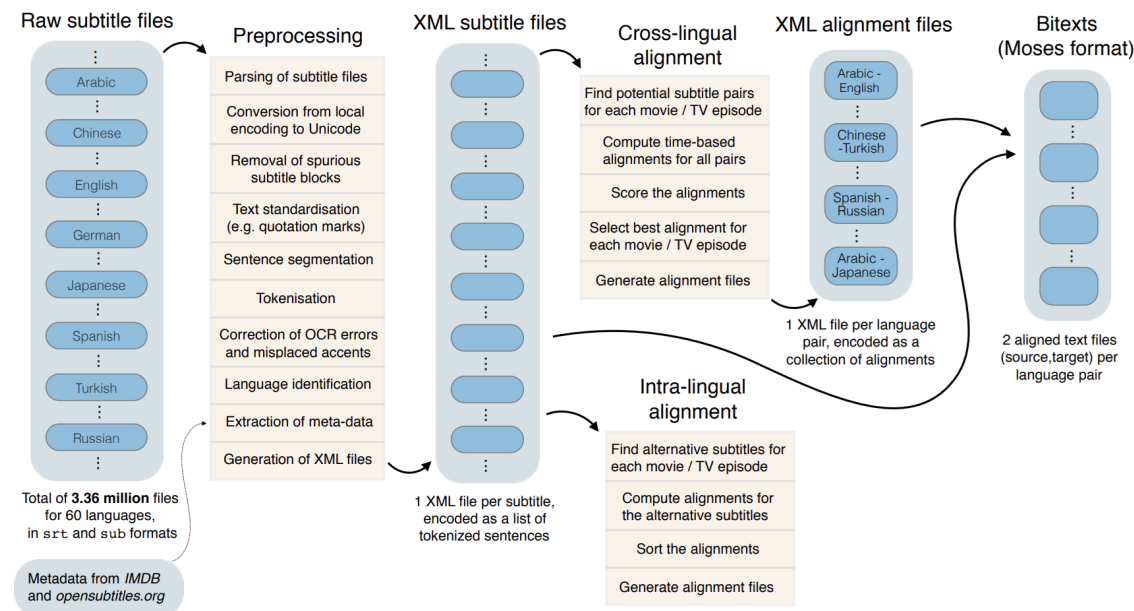 Raw subtitle files
⋮
Arabic
⋮
Chinese
⋮
English
⋮
German
⋮
Japanese
⋮
Spanish
⋮
Turkish
⋮
Russian
⋮
Total of 3.36 million files
for 60 languages,
in srt and sub formats
Metadata from IMDB
and opensubtitles.org
Preprocessing
Parsing of subtitle files
Conversion from local
encoding to Unicode
Removal of spurious
subtitle blocks
Text standardisation
(e.g. quotation marks)
Sentence segmentation
Tokenisation
Correction of OCR errors
and misplaced accents
Language identification
Extraction of meta-data
Generation of XML files
XML subtitle files
⋮
⋮
⋮
⋮
⋮
⋮
⋮
⋮
⋮
1 XML file per subtitle,
encoded as a list of
tokenized sentences
Cross-lingual
alignment
Find potential subtitle pairs
for each movie / TV episode
Compute time-based
alignments for all pairs
Score the alignments
Select best alignment for
each movie / TV episode
Generate alignment files
Intra-lingual
alignment
Find alternative subtitles for
each movie / TV episode
Compute alignments for
the alternative subtitles
Sort the alignments
Generate alignment files
XML alignment files
Arabic -
English
⋮
Chinese
-Turkish
⋮
Spanish -
Russian
⋮
Arabic -
Japanese
1 XML file per language
pair, encoded as a
collection of alignments
Bitexts
(Moses format)
⋮
⋮
⋮
2 aligned text files
(source,target) per
language pair